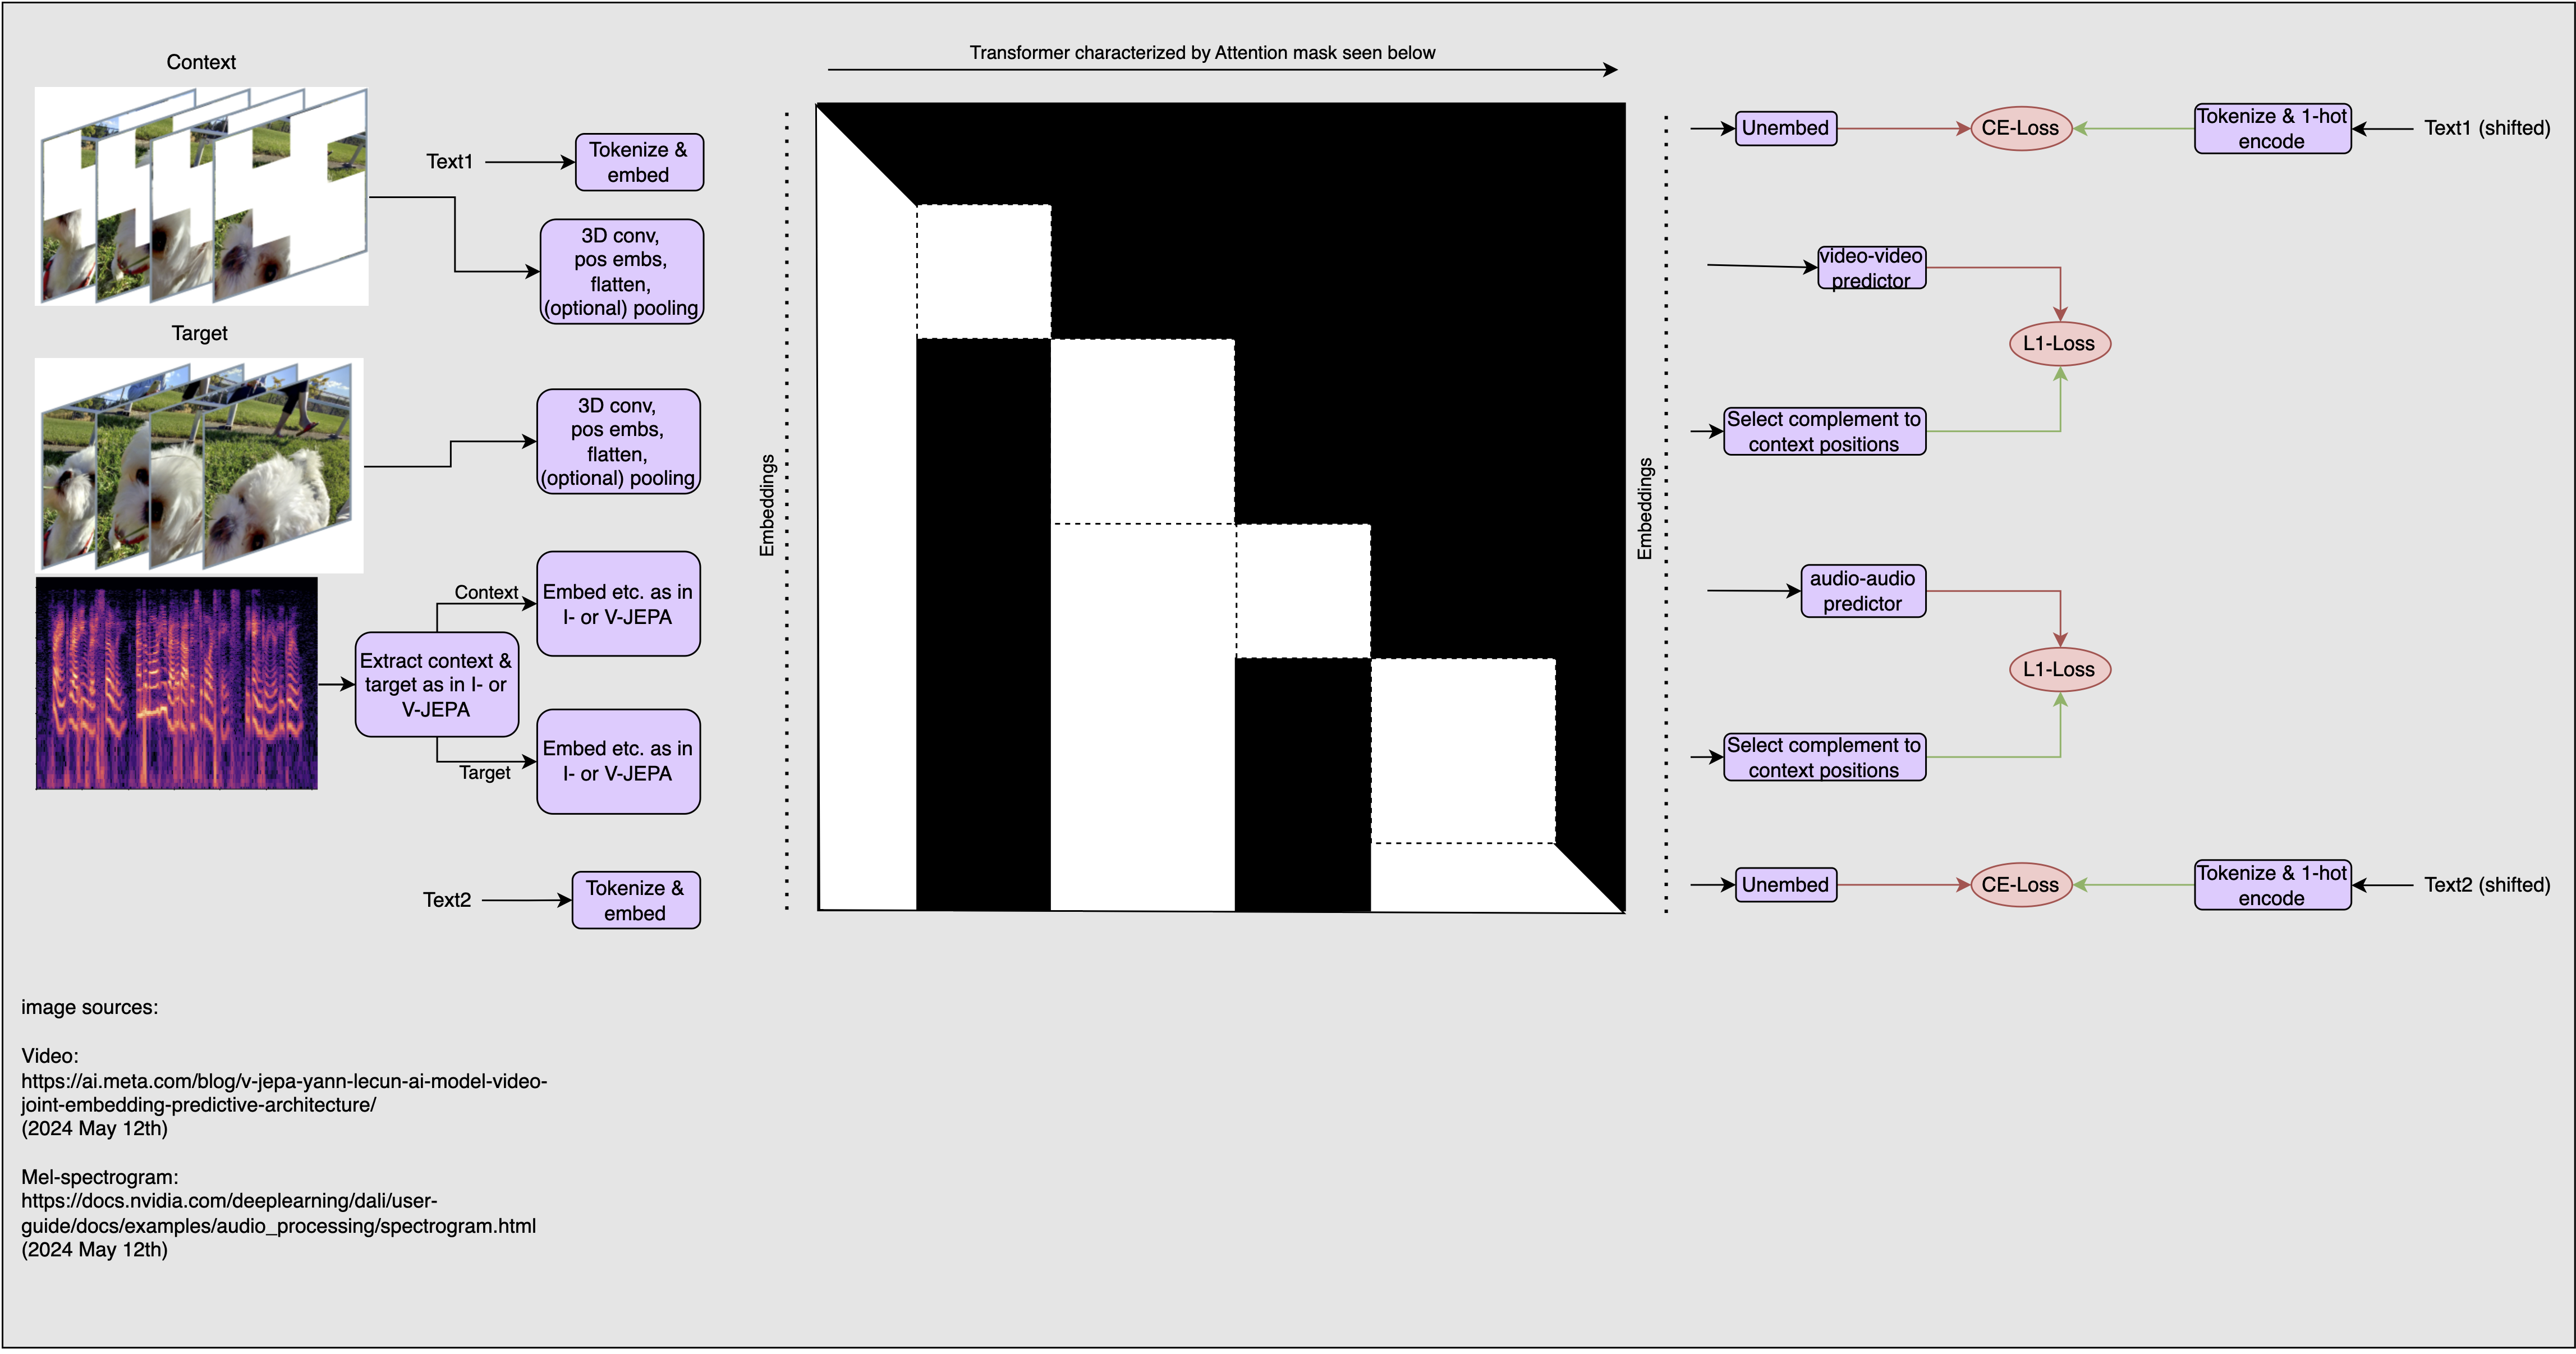 Transformer characterized by Attention mask seen below
Context
Text1
Tokenize &
embed
3D conv,
pos embs,
flatten,
(optional) pooling
Target
3D conv,
pos embs,
flatten,
(optional) pooling
Extract context &
target as in I- or
V-JEPA
Context
Embed etc. as in
I- or V-JEPA
Target
Embed etc. as in
I- or V-JEPA
Text2
Tokenize &
embed
Embeddings
Embeddings
Unembed
CE-Loss
Tokenize & 1-hot
encode
Text1 (shifted)
video-video
predictor
L1-Loss
Select complement to
context positions
audio-audio
predictor
L1-Loss
Select complement to
context positions
Unembed
CE-Loss
Tokenize & 1-hot
encode
Text2 (shifted)
image sources:
Video:
https://ai.meta.com/blog/v-jepa-yann-lecun-ai-model-video-
joint-embedding-predictive-architecture/
(2024 May 12th)
Mel-spectrogram:
https://docs.nvidia.com/deeplearning/dali/user-
guide/docs/examples/audio_processing/spectrogram.html
(2024 May 12th)